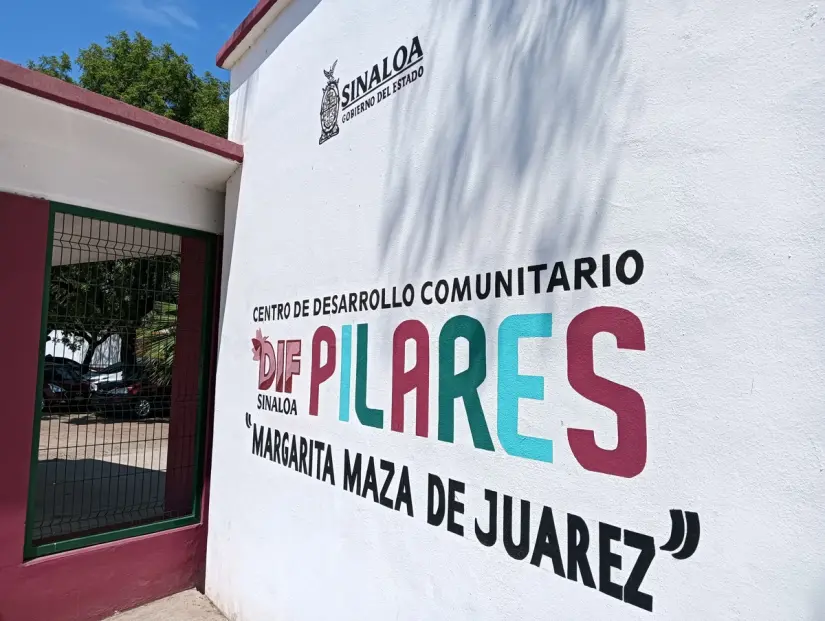 SINALOA
GOBIERNO DEL ESTADO
CENTRO DE DESARROLLO COMUNITARIO
DIF SINALOA
PILARES
"MARGARITA MAZA DE JUAREZ"